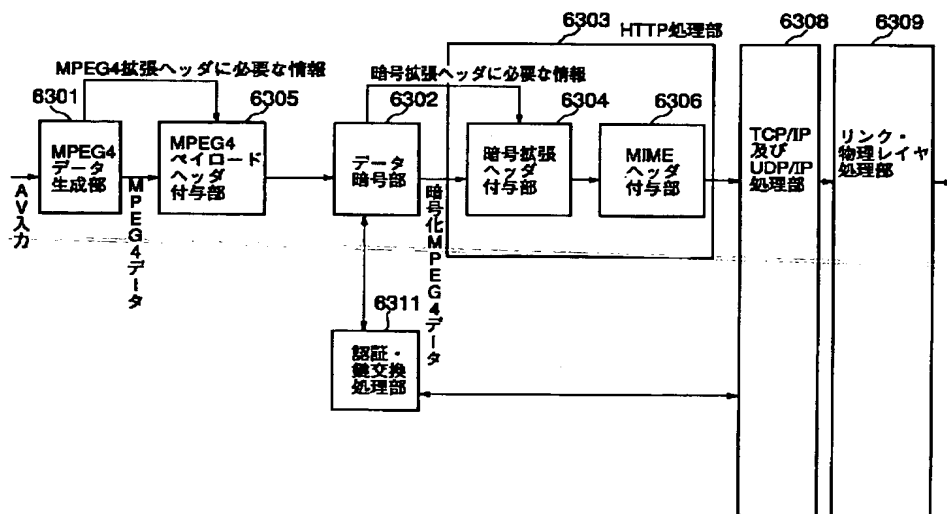 6303
HTTP処理部
6308
6309
MPEG4拡張ヘッダに必要な情報
暗号拡張ヘッダに必要な情報
6301
6305
6302
6304
6306
MPEG4
データ
生成部
MPEG4
ペイロード
ヘッダ
付与部
データ
暗号部
暗号拡張
ヘッダ
付与部
MIME
ヘッダ
付与部
TCP/IP
及び
UDP/IP
処理部
リンク・
物理レイヤ
処理部
AV入力
MPEG4データ
暗号化MPEG4データ
6311
認証・
鍵交換
処理部